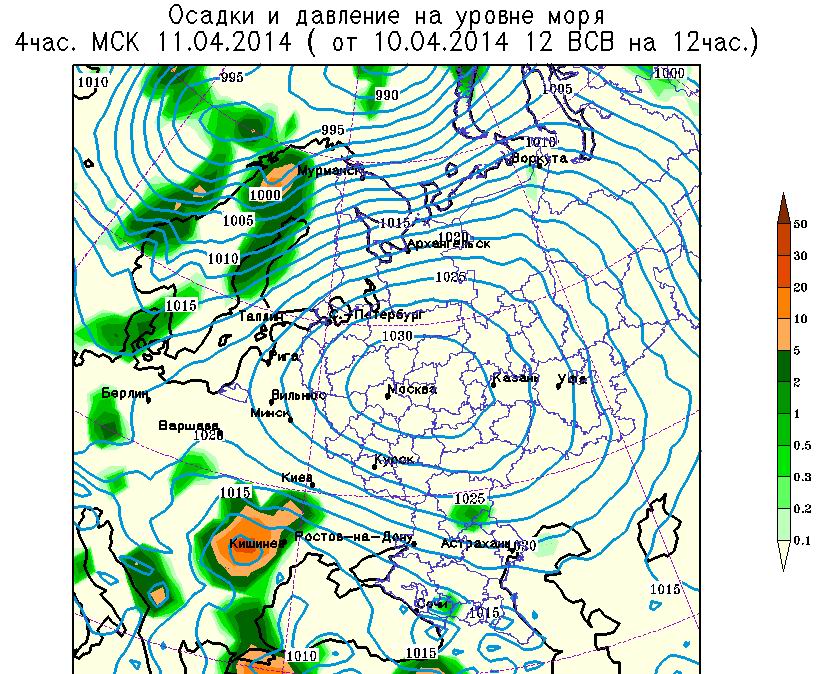 Осадки и давление на уровне моря
4час. МСК 11.04.2014 ( от 10.04.2014 12 ВСВ на 12час.)
1010
995
990
1005
1000
995
1010
Воркута
Мурманск
1000
1005
1015
1020
Архангельск
1010
1025
1015
Таллин
С.-Петербург
1030
Рига
Берлин
Вильнюс
Москва
Казань
Уфа
Минск
Варшава
1020
Курск
Киев
1015
1025
Кишинев
Ростов-на-Дону
Астрахань
1020
1015
Сочи
1015
1010
1015
50
30
20
10
5
2
1
0.5
0.3
0.2
0.1